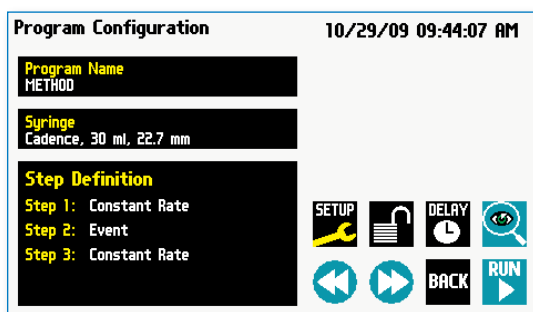 Program Configuration
10/29/09 09:44:07 AM
Program Name
METHOD
Syringe
Cadence, 30 ml, 22.7 mm
Step Definition
Step 1: Constant Rate
Step 2: Event
Step 3: Constant Rate
SETUP
DELAY
BACK
RUN